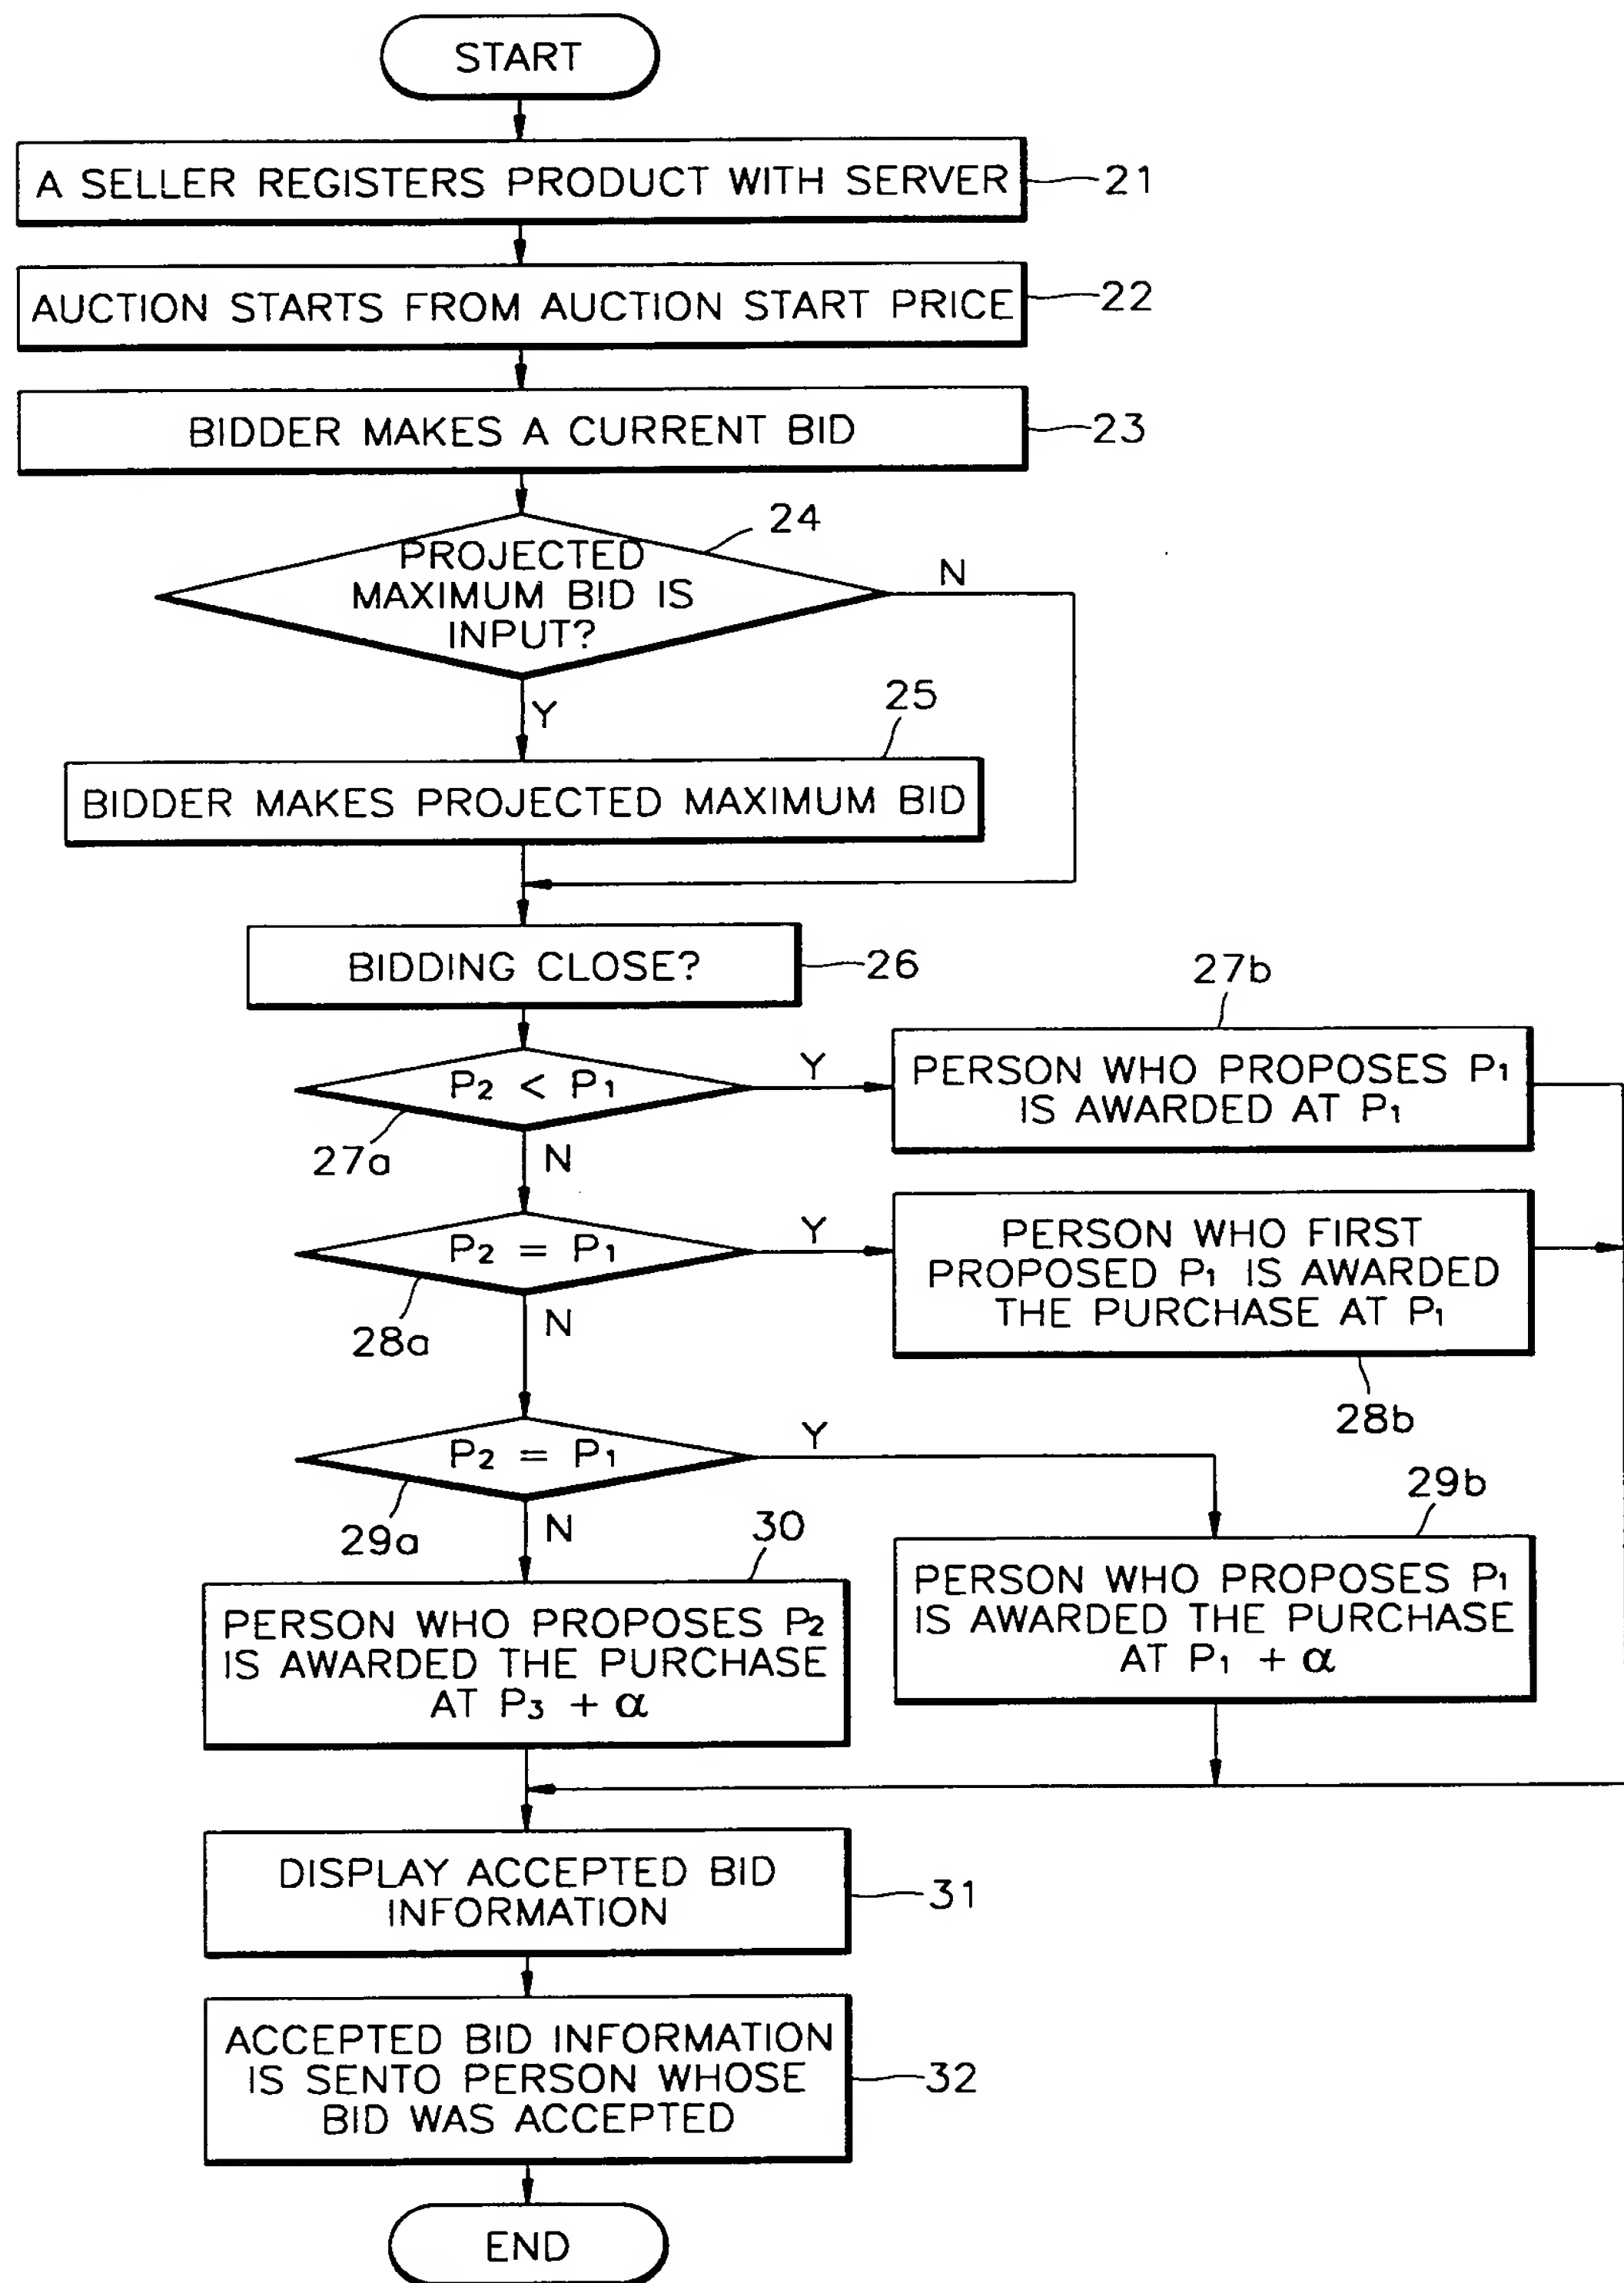 START
A SELLER REGISTERS PRODUCT WITH SERVER
21
AUCTION STARTS FROM AUCTION START PRICE
22
BIDDER MAKES A CURRENT BID
23
24
PROJECTED
MAXIMUM BID IS
INPUT?
N
Y
25
BIDDER MAKES PROJECTED MAXIMUM BID
BIDDING CLOSE?
26
27b
P2 < P1
Y
PERSON WHO PROPOSES P1
IS AWARDED AT P1
27a
N
P2 = P1
Y
PERSON WHO FIRST
PROPOSED P1 IS AWARDED
THE PURCHASE AT P1
28a
N
28b
P2 = P1
Y
29a
N
29b
30
PERSON WHO PROPOSES P1
IS AWARDED THE PURCHASE
AT P1 + α
PERSON WHO PROPOSES P2
IS AWARDED THE PURCHASE
AT P3 + α
DISPLAY ACCEPTED BID
INFORMATION
31
ACCEPTED BID INFORMATION
IS SENTO PERSON WHOSE
BID WAS ACCEPTED
32
END